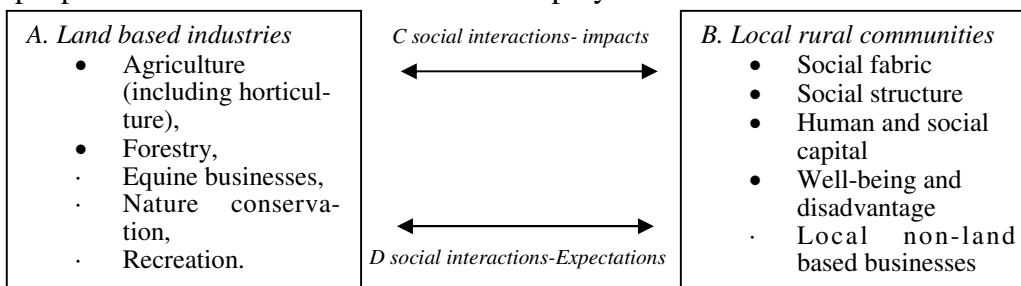 A. Land based industries
• Agriculture
(including horticul-
ture),
• Forestry,
· Equine businesses,
· Nature conserva-
tion,
· Recreation.
C social interactions- impacts
D social interactions-Expectations
B. Local rural communities
• Social fabric
• Social structure
• Human and social
capital
• Well-being and
disadvantage
· Local non-land
based businesses